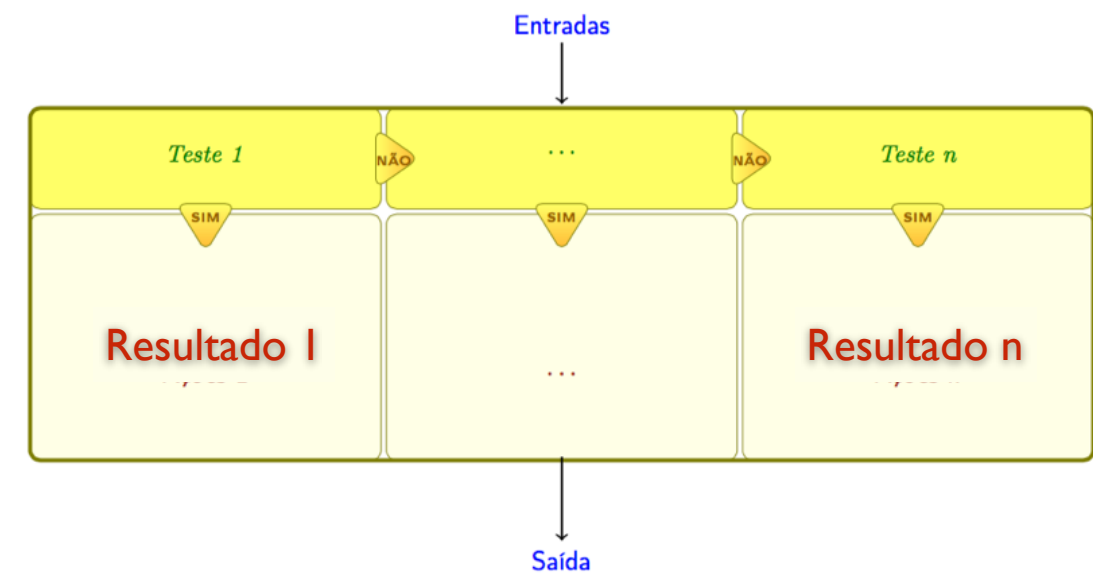 Entradas
Teste 1
NÃO
...
NÃO
Teste n
SIM
SIM
SIM
Resultado 1
...
Resultado n
Saída